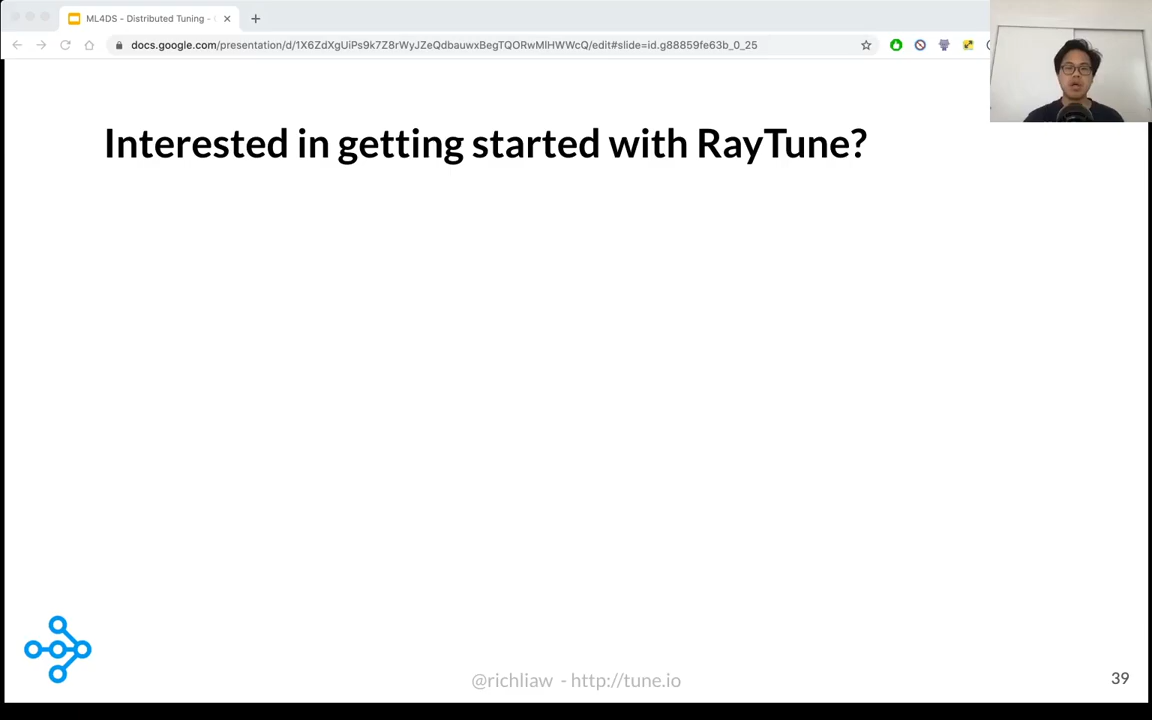 ML4DS - Distributed Tuning -
docs.google.com/presentation/d/1X6ZdXgUiPs9k7Z8rWyJZeQdbauwxBegTQORwMlHWWcQ/edit#slide=id.g88859fe63b_0_25
Interested in getting started with RayTune?
@richliaw - http://tune.io
39